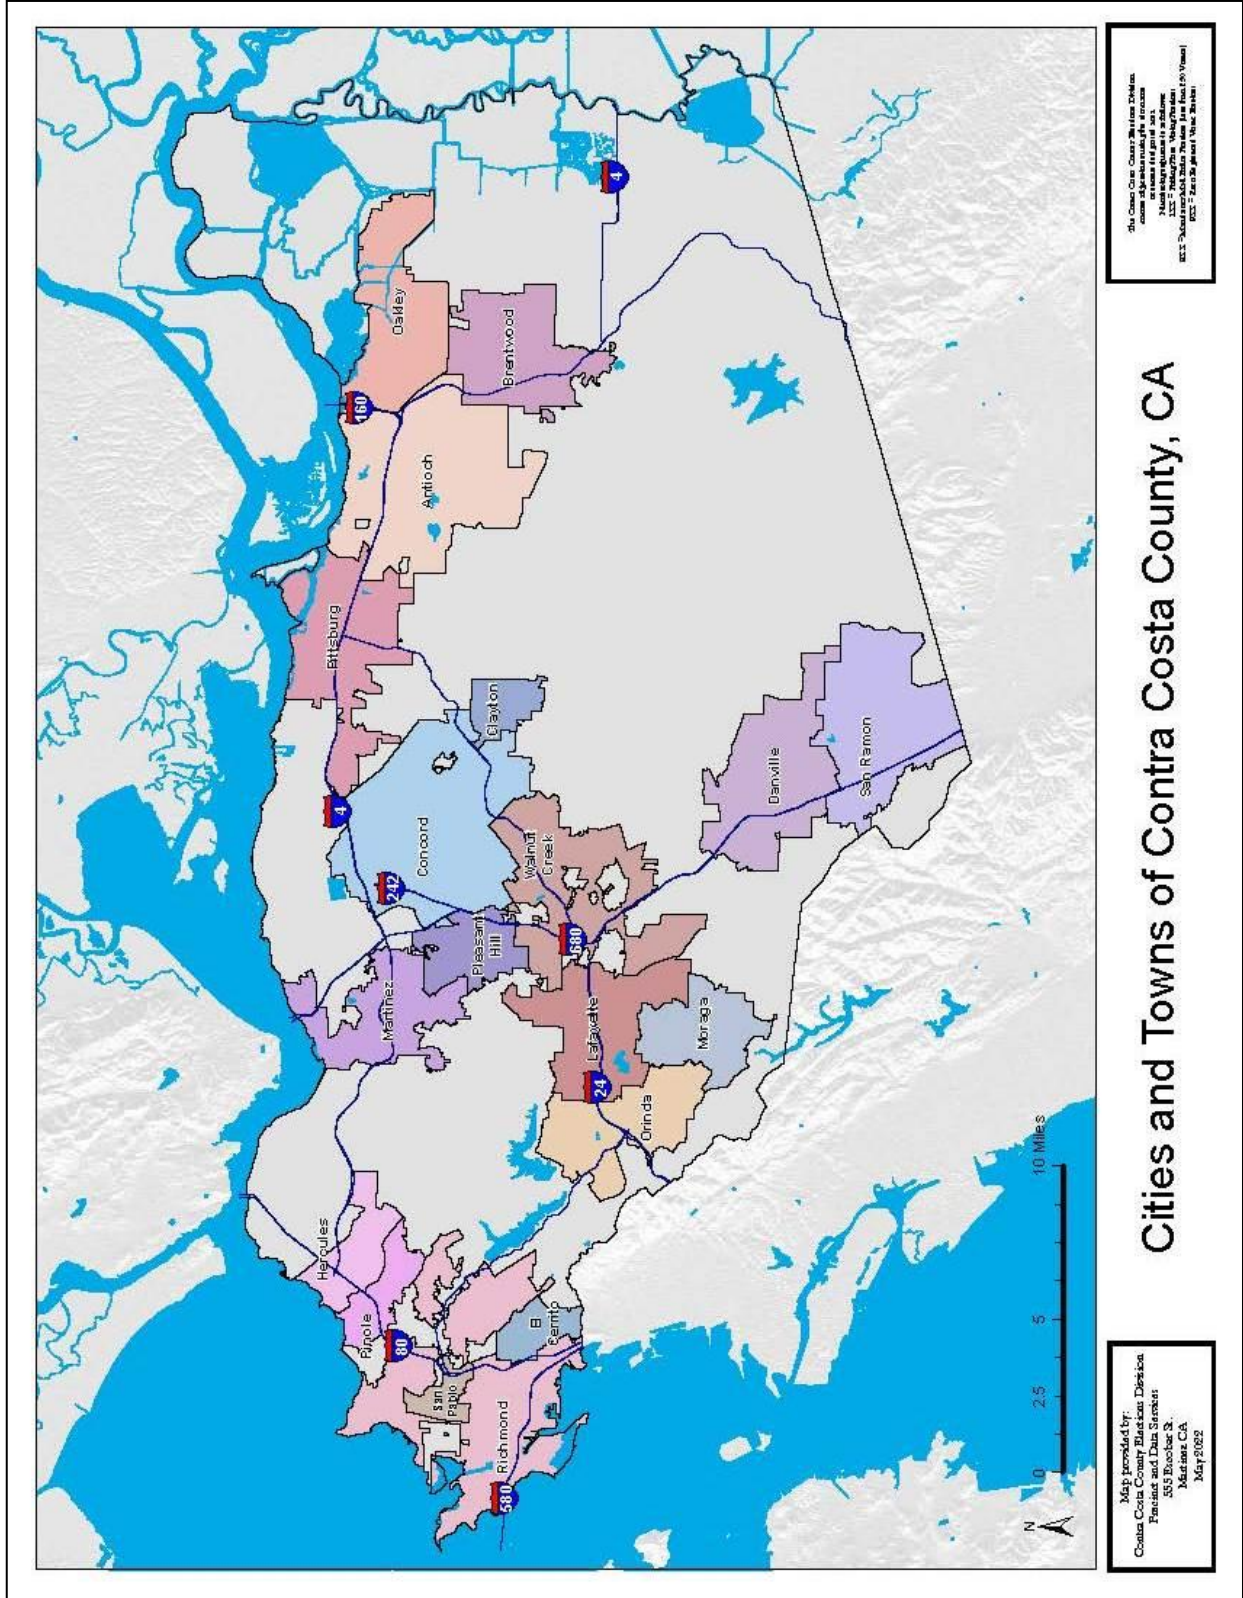 Hercules
Pinole
80
San
Pablo
Richmond
580
El
Cerrito
Martinez
Pleasant
Hill
242
Concord
4
Pittsburg
Clayton
Walnut
Creek
680
Lafayette
24
Orinda
Moraga
Danville
San Ramon
160
Antioch
Oakley
Brentwood
4
N
0 2.5 5 10 Miles
Map provided by:
Contra Costa County Elections Division
Precinct and Data Services
555 Escobar St.
Martinez CA
May 2022
Cities and Towns of Contra Costa County, CA